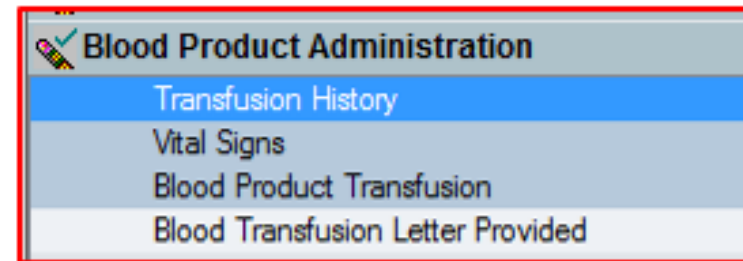 Blood Product Administration
Transfusion History
Vital Signs
Blood Product Transfusion
Blood Transfusion Letter Provided